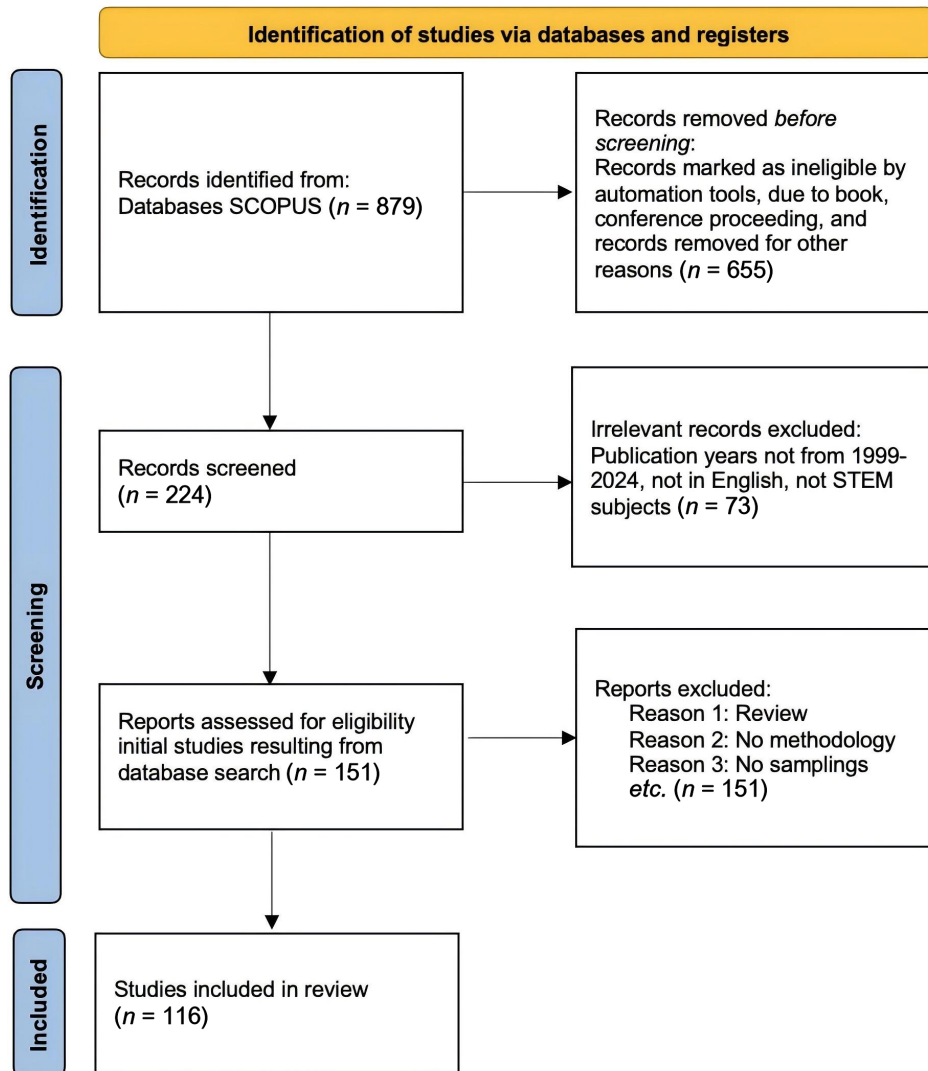 Identification of studies via databases and registers
Identification
Records identified from:
Databases SCOPUS (n = 879)
Records removed before
screening:
Records marked as ineligible by
automation tools, due to book,
conference proceeding, and
records removed for other
reasons (n = 655)
Screening
Records screened
(n = 224)
Irrelevant records excluded:
Publication years not from 1999-
2024, not in English, not STEM
subjects (n = 73)
Reports assessed for eligibility
initial studies resulting from
database search (n = 151)
Reports excluded:
Reason 1: Review
Reason 2: No methodology
Reason 3: No samplings
etc. (n = 151)
Included
Studies included in review
(n = 116)